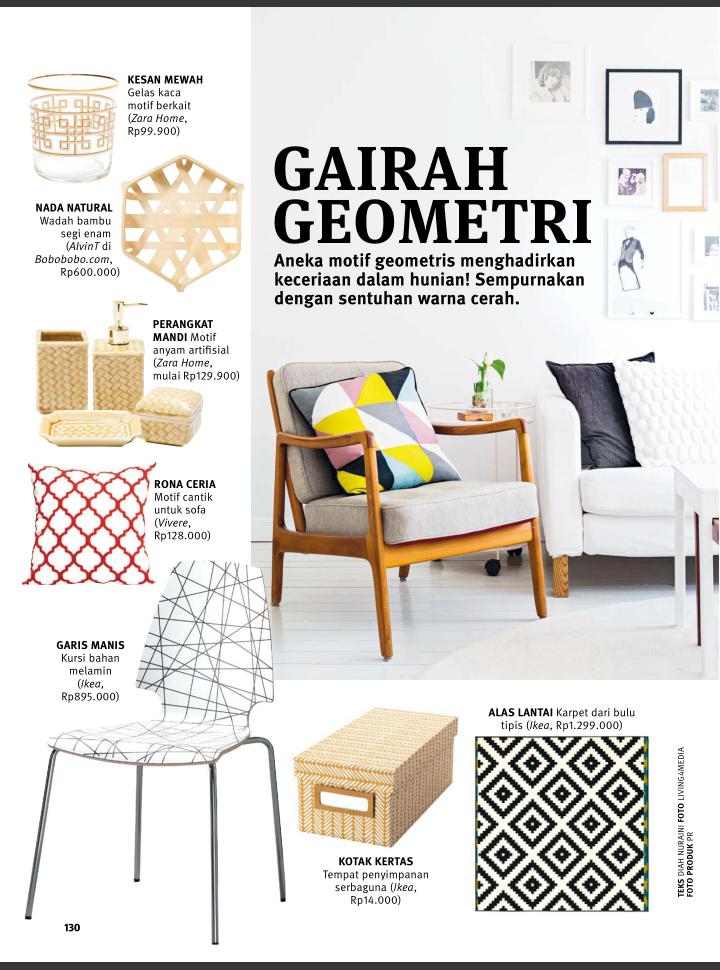 KESAN MEWAH
Gelas kaca
motif berkait
(Zara Home,
Rp99.900)
NADA NATURAL
Wadah bambu
segi enam
(AlvinT di
Bobobobo.com,
Rp600.000)
PERANGKAT
MANDI Motif
anyam artifisial
(Zara Home,
mulai Rp129.900)
RONA CERIA
Motif cantik
untuk sofa
(Vivere,
Rp128.000)
GARIS MANIS
Kursi bahan
melamin
(Ikea,
Rp895.000)
GAIRAH
GEOMETRI
Aneka motif geometris menghadirkan
keceriaan dalam hunian! Sempurnakan
dengan sentuhan warna cerah.
KOTAK KERTAS
Tempat penyimpanan
serbaguna (Ikea,
Rp14.000)
ALAS LANTAI Karpet dari bulu
tipis (Ikea, Rp1.299.000)
TEKS DIAH NURAINI FOTO LIVING4MEDIA
FOTO PRODUK PR
130